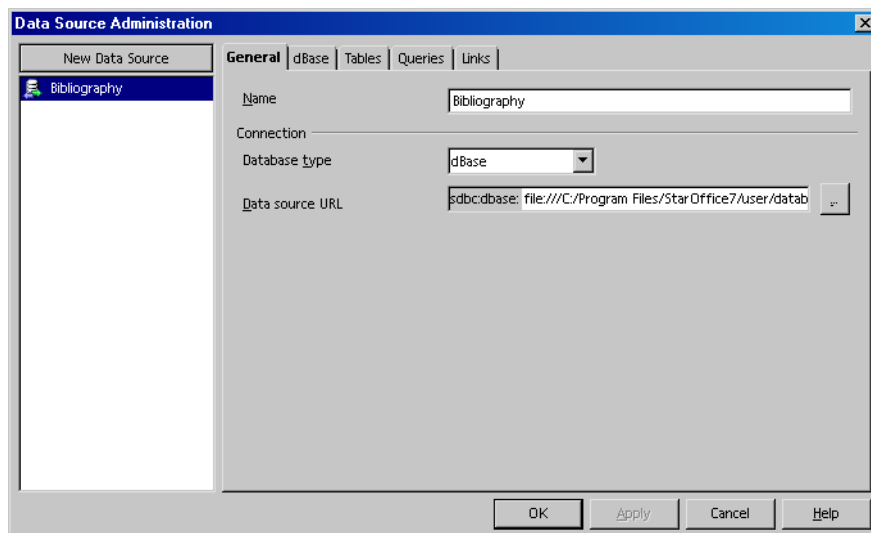 Data Source Administration
New Data Source
Bibliography
General dBase Tables Queries Links
Name Bibliography
Connection
Database type dBase
Data source URL sdbc:dbase: file:///C:/Program Files/StarOffice7/user/datab ...
OK Apply Cancel Help